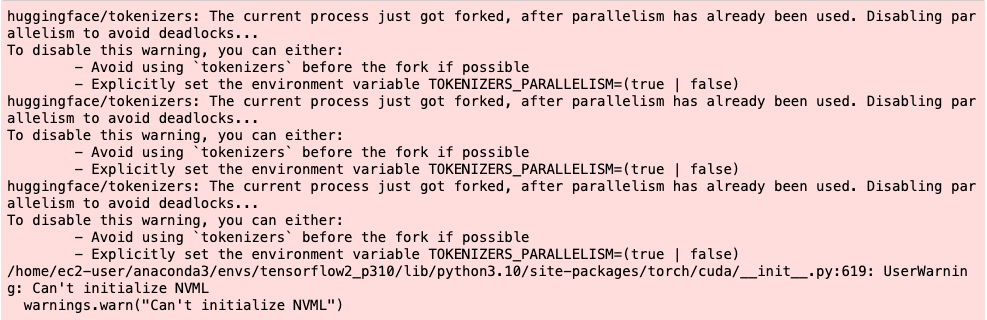 huggingface/tokenizers: The current process just got forked, after parallelism has already been used. Disabling par
allelism to avoid deadlocks...
To disable this warning, you can either:
        - Avoid using `tokenizers` before the fork if possible
        - Explicitly set the environment variable TOKENIZERS_PARALLELISM=(true | false)
huggingface/tokenizers: The current process just got forked, after parallelism has already been used. Disabling par
allelism to avoid deadlocks...
To disable this warning, you can either:
        - Avoid using `tokenizers` before the fork if possible
        - Explicitly set the environment variable TOKENIZERS_PARALLELISM=(true | false)
huggingface/tokenizers: The current process just got forked, after parallelism has already been used. Disabling par
allelism to avoid deadlocks...
To disable this warning, you can either:
        - Avoid using `tokenizers` before the fork if possible
        - Explicitly set the environment variable TOKENIZERS_PARALLELISM=(true | false)
/home/ec2-user/anaconda3/envs/tensorflow2_p310/lib/python3.10/site-packages/torch/cuda/__init__.py:619: UserWarnin
g: Can't initialize NVML
  warnings.warn("Can't initialize NVML")